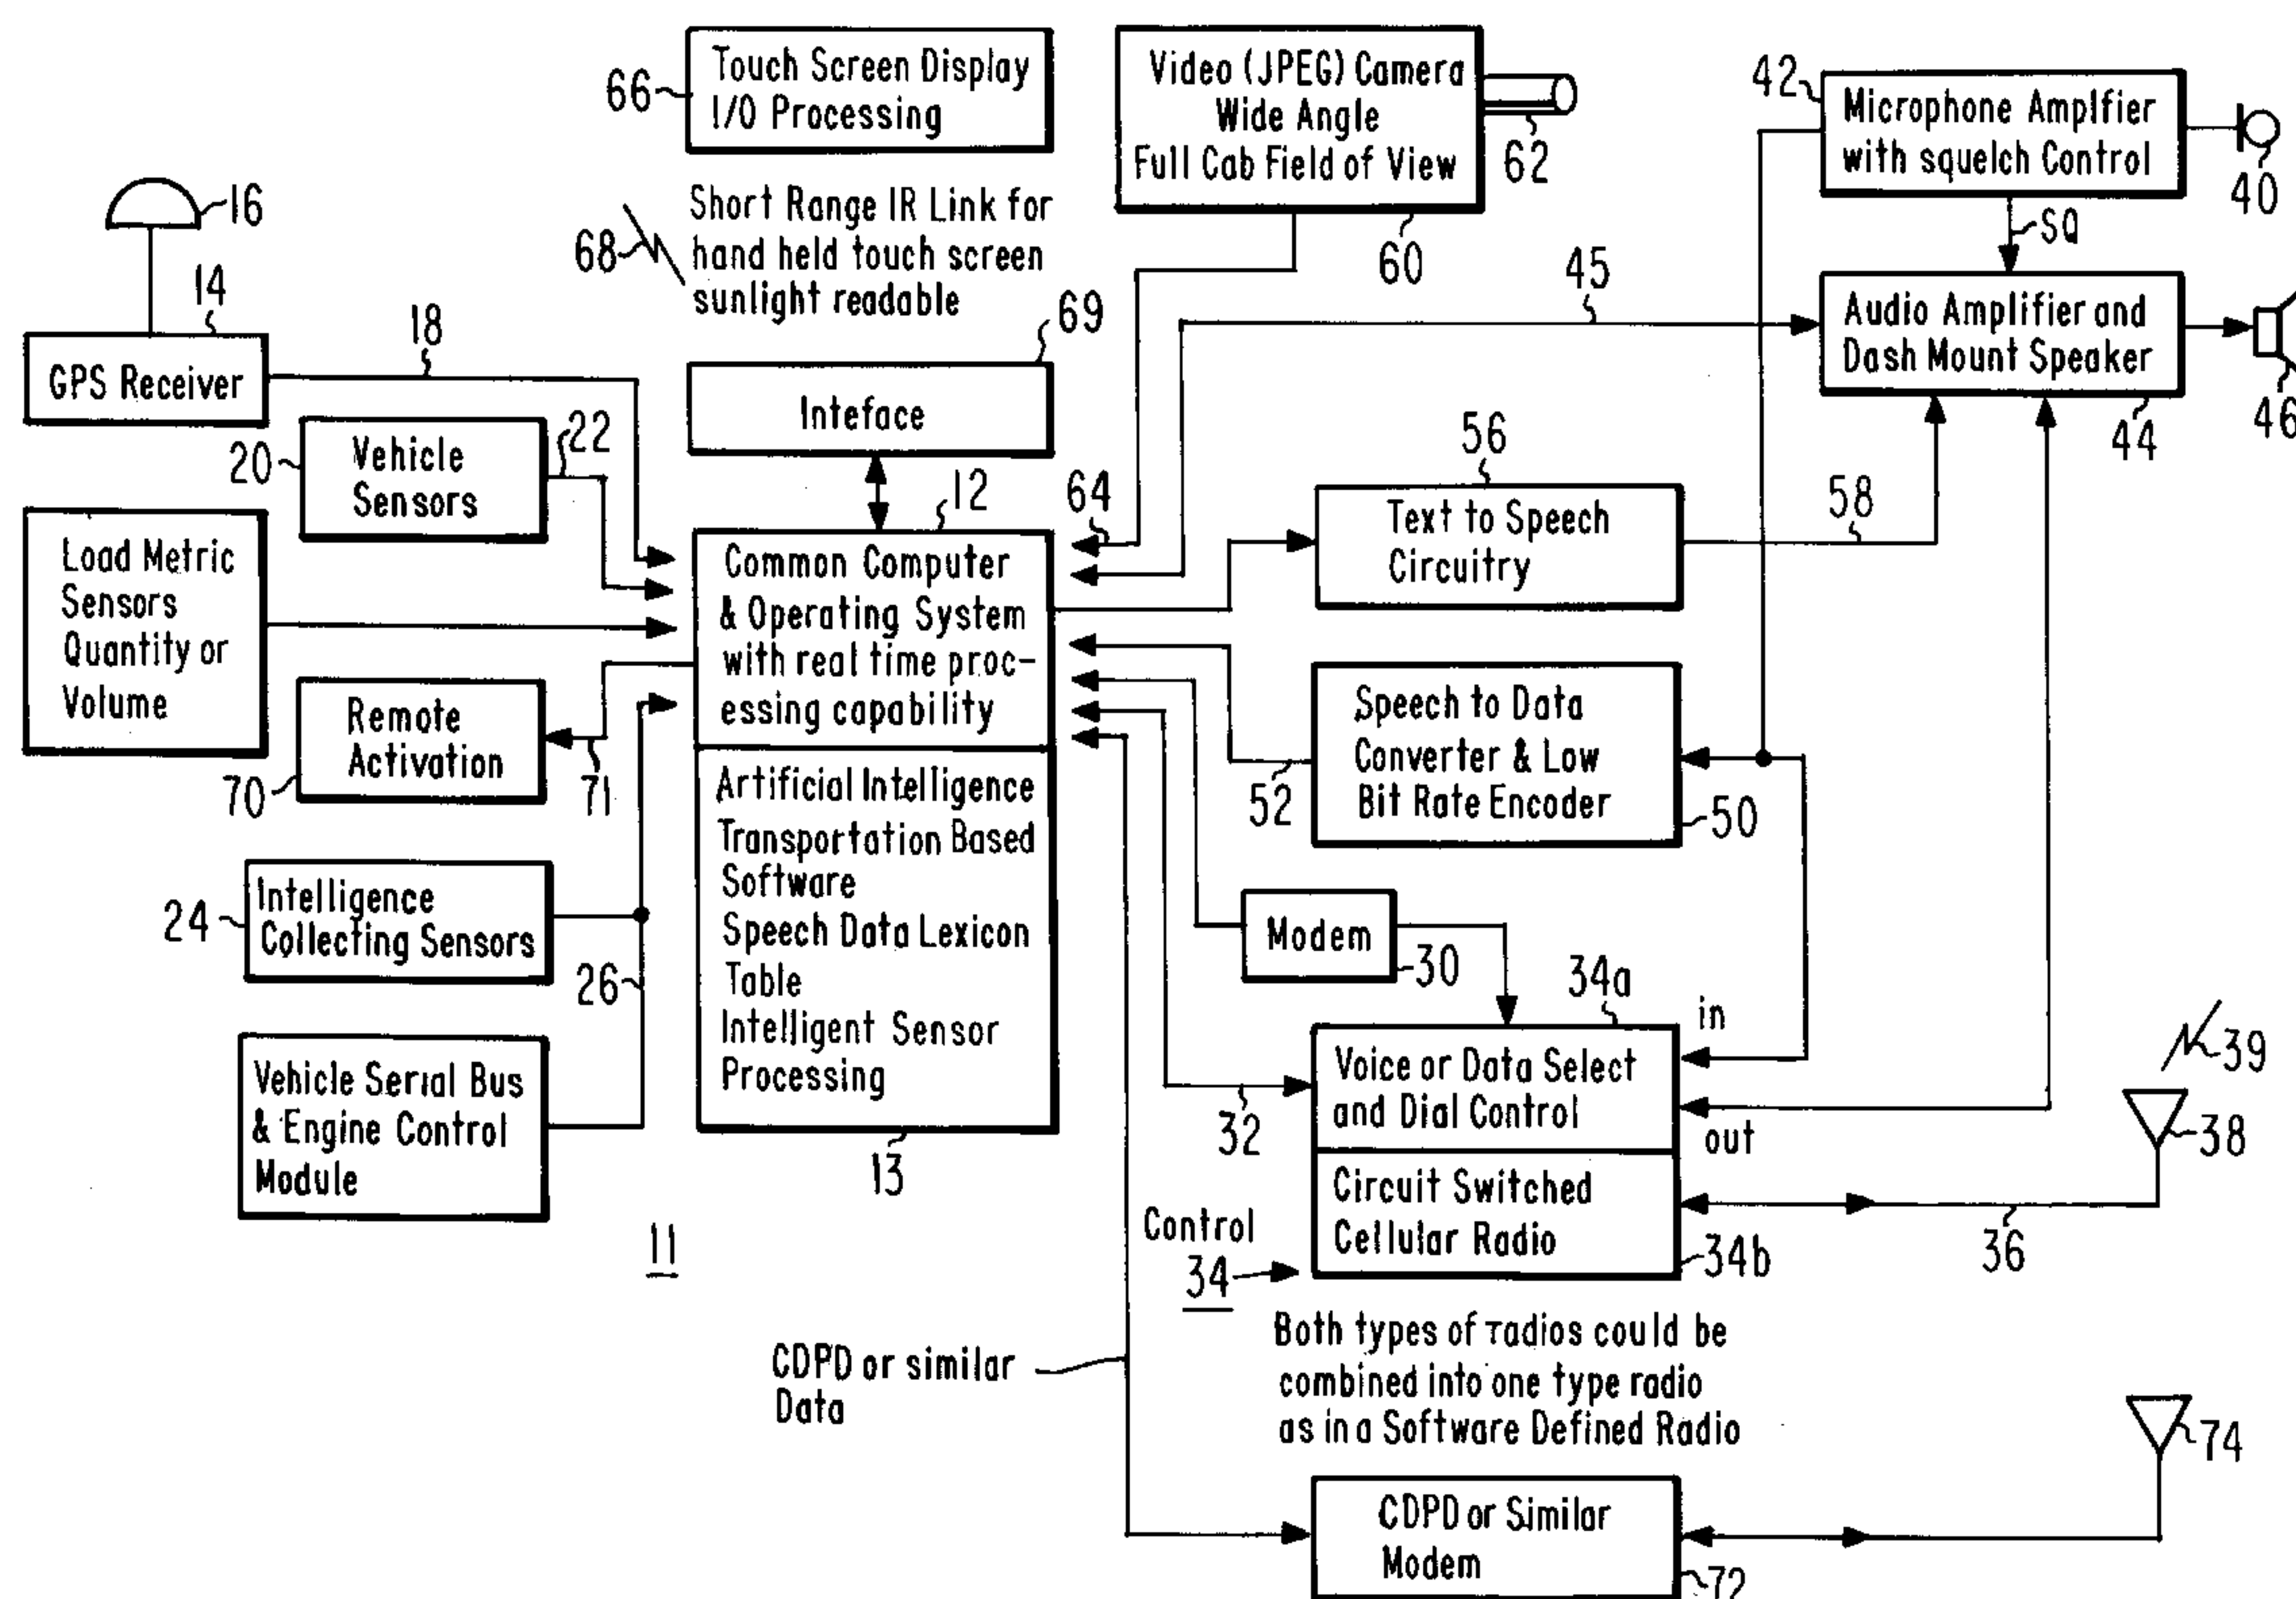 66
Touch Screen Display
I/O Processing
Video (JPEG) Camera
Wide Angle
Full Cab Field of View
62
60
42
Microphone Amplfier
with squelch Control
40
SQ
16
68
Short Range IR Link for
hand held touch screen
sunlight readable
14
GPS Receiver
18
69
Inteface
45
Audio Amplifier and
Dash Mount Speaker
44
46
20
Vehicle
Sensors
22
12
64
56
Text to Speech
Circuitry
58
Load Metric
Sensors
Quantity or
Volume
Common Computer
& Operating System
with real time proc-
essing capability
70
Remote
Activation
71
52
Speech to Data
Converter & Low
Bit Rate Encoder
50
Artificial Intelligence
Transportation Based
Software
Speech Data Lexicon
Table
Intelligent Sensor
Processing
13
24
Intelligence
Collecting Sensors
26
Modem
30
34a
in
Voice or Data Select
and Dial Control
out
32
39
38
Vehicle Serial Bus
& Engine Control
Module
11
Control
34
Circuit Switched
Cellular Radio
34b
36
Both types of radios could be
combined into one type radio
as in a Software Defined Radio
CDPD or similar
Data
74
CDPD or Similar
Modem
72